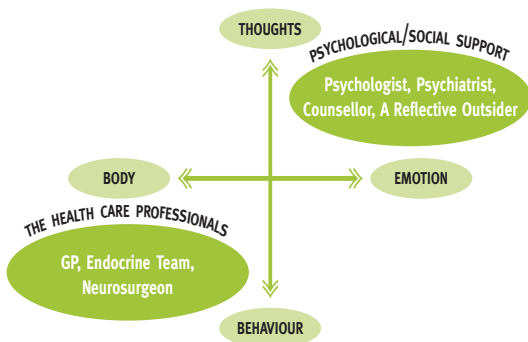 THOUGHTS
PSYCHOLOGICAL/SOCIAL SUPPORT
Psychologist, Psychiatrist,
Counsellor, A Reflective Outsider
BODY
EMOTION
THE HEALTH CARE PROFESSIONALS
GP, Endocrine Team,
Neurosurgeon
BEHAVIOUR